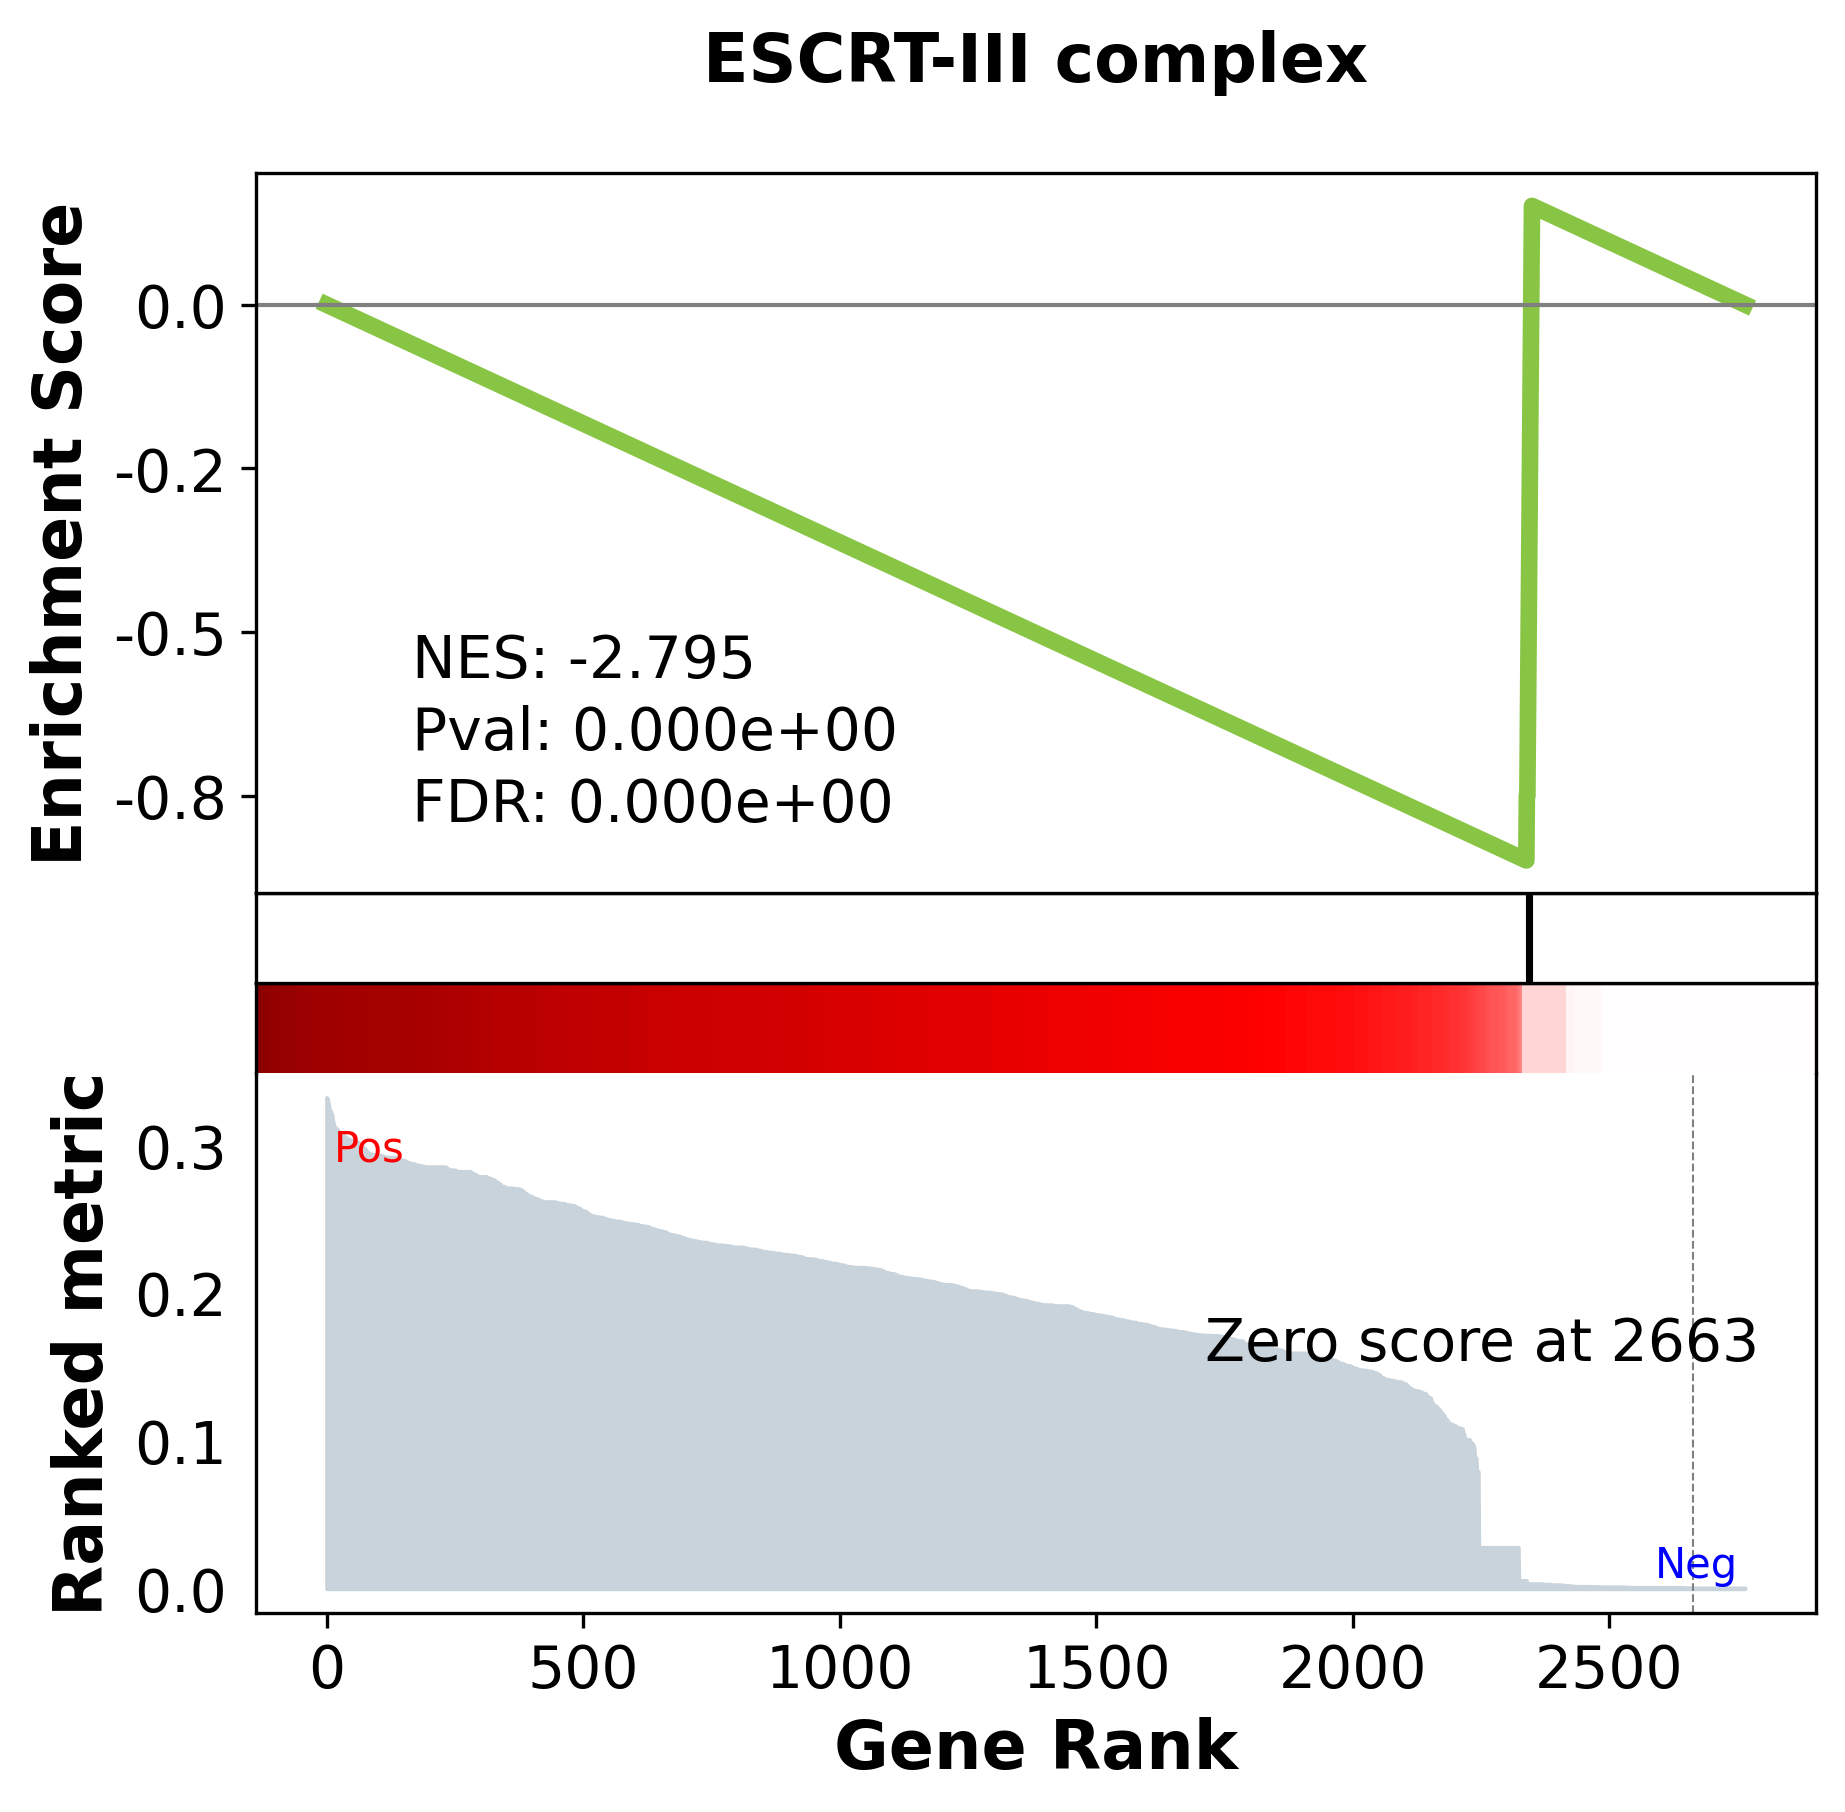 ESCRT-III complex
Enrichment Score
0.0
-0.2
-0.5
-0.8
NES: -2.795
Pval: 0.000e+00
FDR: 0.000e+00
Ranked metric
0.3
0.2
0.1
0.0
Pos
Zero score at 2663
Neg
0 500 1000 1500 2000 2500
Gene Rank